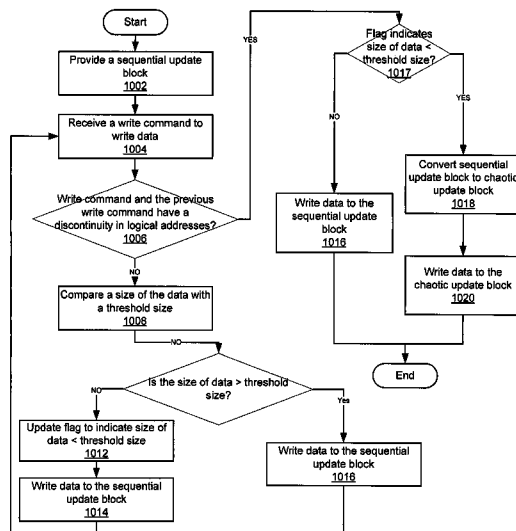 Start
Provide a sequential update
block
1002
Receive a write command to
write data
1004
Write command and the previous
write command have a
discontinuity in logical addresses?
1006
YES
NO
Compare a size of the data with
a threshold size
1008
NO
Is the size of data > threshold
size?
NO
Yes
Update flag to indicate size of
data < threshold size
1012
Write data to the sequential
update block
1014
Write data to the sequential
update block
1016
Flag indicates
size of data <
threshold size?
1017
NO
YES
Write data to the
sequential update
block
1016
Convert sequential
update block to chaotic
update block
1018
Write data to the
chaotic update block
1020
End